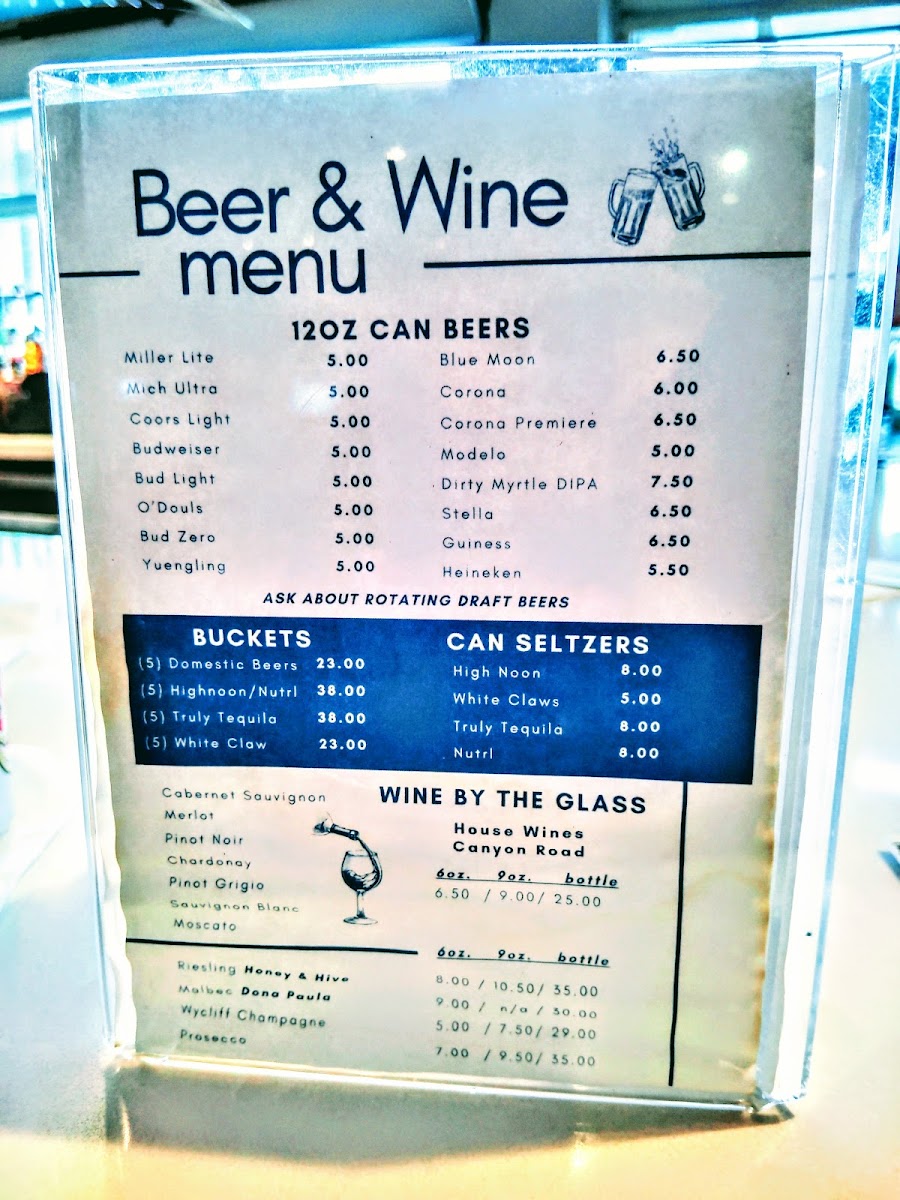 Beer & Wine
menu
12OZ CAN BEERS
Miller Lite 5.00
Mich Ultra 5.00
Coors Light 5.00
Budweiser 5.00
Bud Light 5.00
O'Douls 5.00
Bud Zero 5.00
Yuengling 5.00
Blue Moon 6.50
Corona 6.00
Corona Premiere 6.50
Modelo 5.00
Dirty Myrtle DIPA 7.50
Stella 6.50
Guiness 6.50
Heineken 5.50
ASK ABOUT ROTATING DRAFT BEERS
BUCKETS
(5) Domestic Beers 23.00
(5) Highnoon/Nutrl 38.00
(5) Truly Tequila 38.00
(5) White Claw 23.00
CAN SELTZERS
High Noon 8.00
White Claws 5.00
Truly Tequila 8.00
Nutrl 8.00
WINE BY THE GLASS
Cabernet Sauvignon
Merlot
Pinot Noir
Chardonay
Pinot Grigio
Sauvignon Blanc
Moscato
House Wines
Canyon Road
6oz. 9oz. bottle
6.50 / 9.00/ 25.00
6oz. 9oz. bottle
Riesling Honey & Hive 8.00 / 10.50/ 35.00
Malbec Dona Paula 9.00 / n/a / 30.00
Wycliff Champagne 5.00 / 7.50/ 29.00
Prosecco 7.00 / 9.50/ 35.00